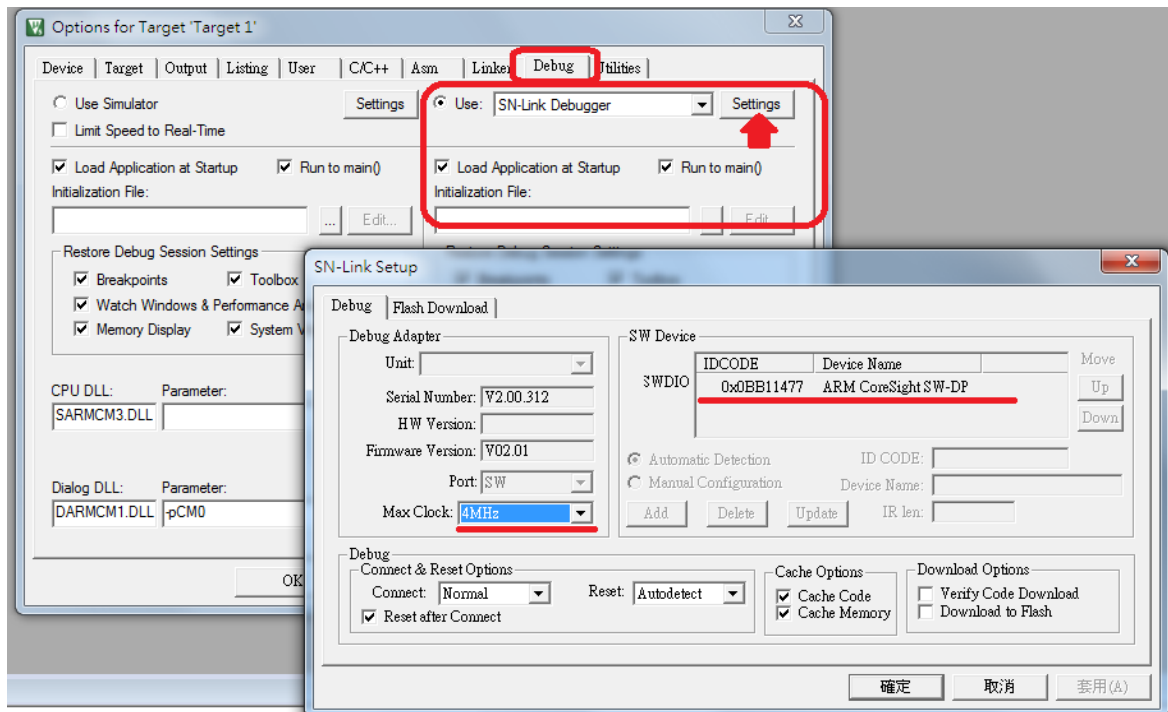 Options for Target 'Target 1'
Device Target Output Listing User C/C++ Asm Linker Debug Utilities
Use Simulator Settings Use: SN-Link Debugger Settings
Limit Speed to Real-Time
Load Application at Startup Run to main() Load Application at Startup Run to main()
Initialization File: Initialization File:
... Edit... Edit
Restore Debug Session Settings
Breakpoints Toolbox
Watch Windows & Performance
Memory Display System
CPU DLL: Parameter:
SARMCM3.DLL
Dialog DLL: Parameter:
DARMCM1.DLL -pCM0
OK
SN-Link Setup
Debug Flash Download
Debug Adapter
Unit:
Serial Number: V2.00.312
HW Version:
Firmware Version: V02.01
Port: SW
Max Clock: 4MHz
SW Device
IDCODE Device Name Move
SWDIO 0x0BB11477 ARM CoreSight SW-DP Up
Down
Automatic Detection ID CODE:
Manual Configuration Device Name:
Add Delete Update IR len:
Debug
Connect & Reset Options
Connect: Normal Reset: Autodetect
Reset after Connect
Cache Options
Cache Code
Cache Memory
Download Options
Verify Code Download
Download to Flash
確定 取消 套用(A)